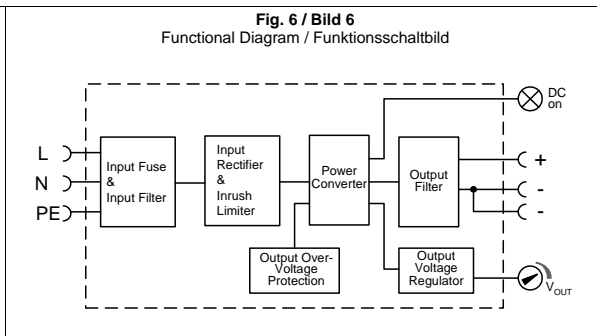 Fig. 6 / Bild 6
Functional Diagram / Funktionsschaltbild
DC
on
L
N
PE
Input Fuse
&
Input Filter
Input
Rectifier
&
Inrush
Limiter
Power
Converter
Output
Filter
+
-
-
Output Over-
Voltage
Protection
Output
Voltage
Regulator
VOUT